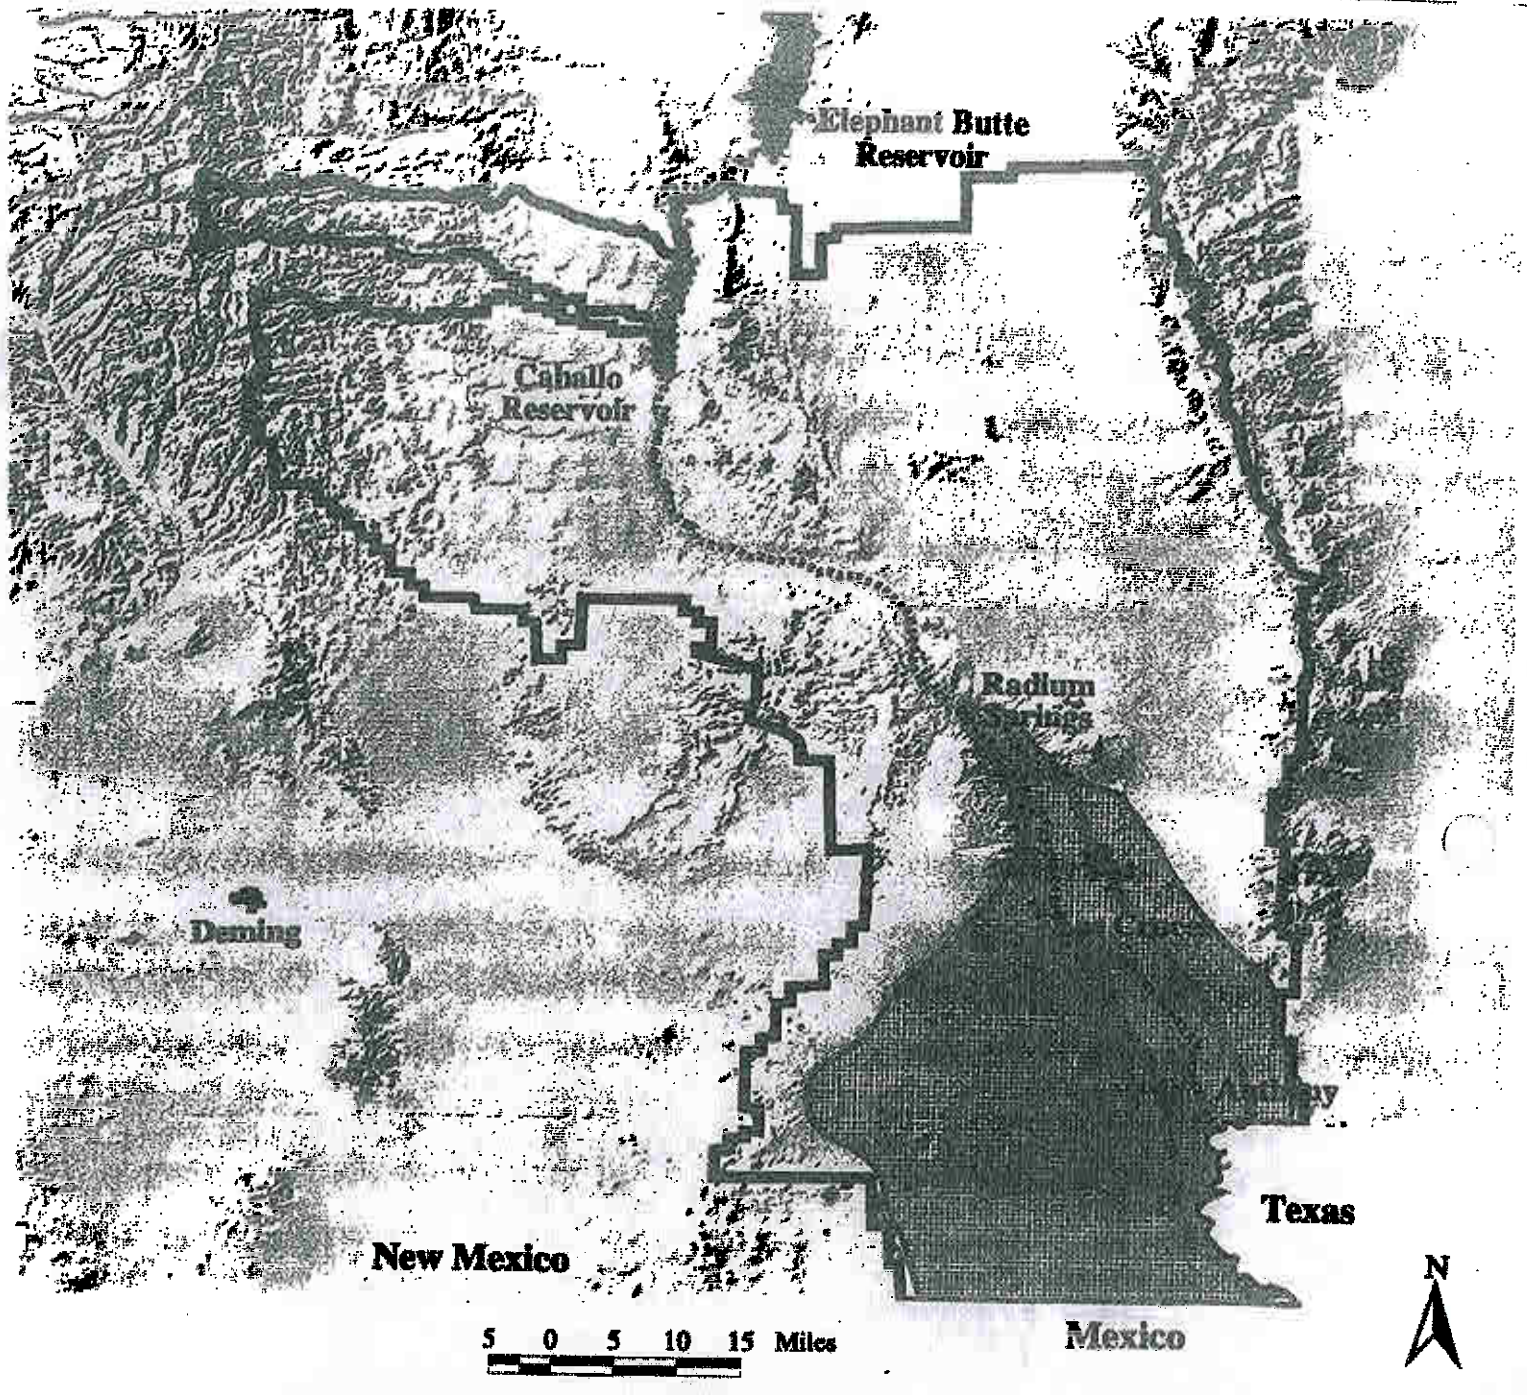 Elephant Butte
Reservoir
Caballo
Reservoir
Radium
Springs
Deming
Texas
New Mexico
N
5 0 5 10 15 Miles
Mexico